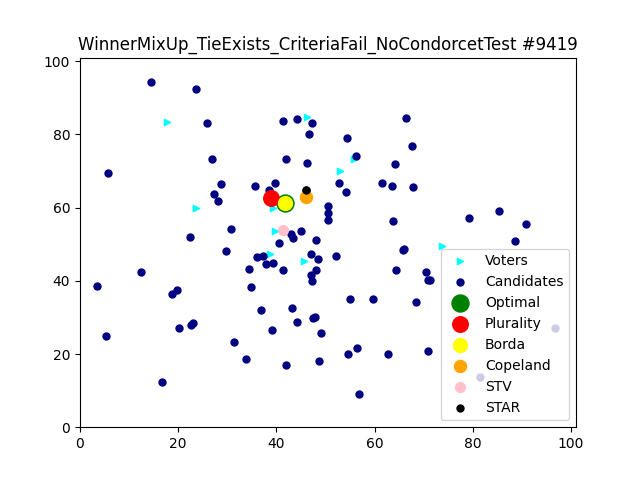 WinnerMixUp_TieExists_CriteriaFail_NoCondorcetTest #9419
100
80
60
40
20
0
0 20 40 60 80 100
Voters
Candidates
Optimal
Plurality
Borda
Copeland
STV
STAR